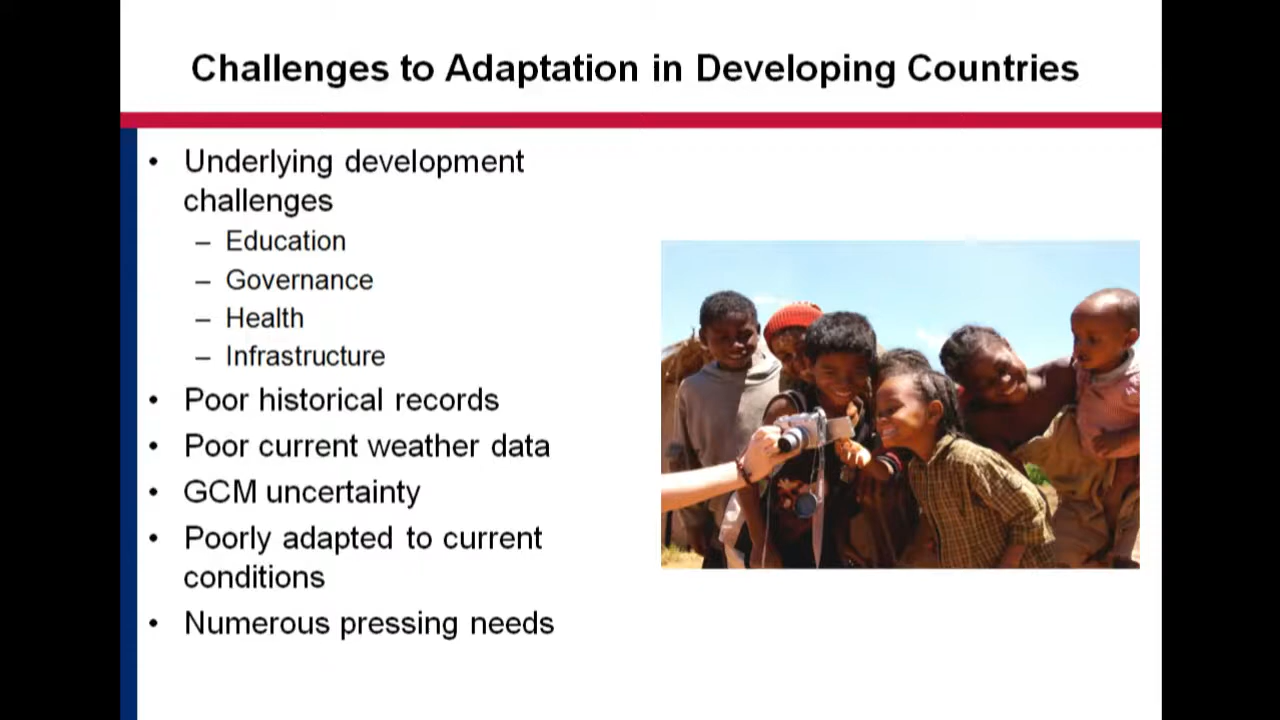 Challenges to Adaptation in Developing Countries
• Underlying development
challenges
– Education
– Governance
– Health
– Infrastructure
• Poor historical records
• Poor current weather data
• GCM uncertainty
• Poorly adapted to current
conditions
• Numerous pressing needs